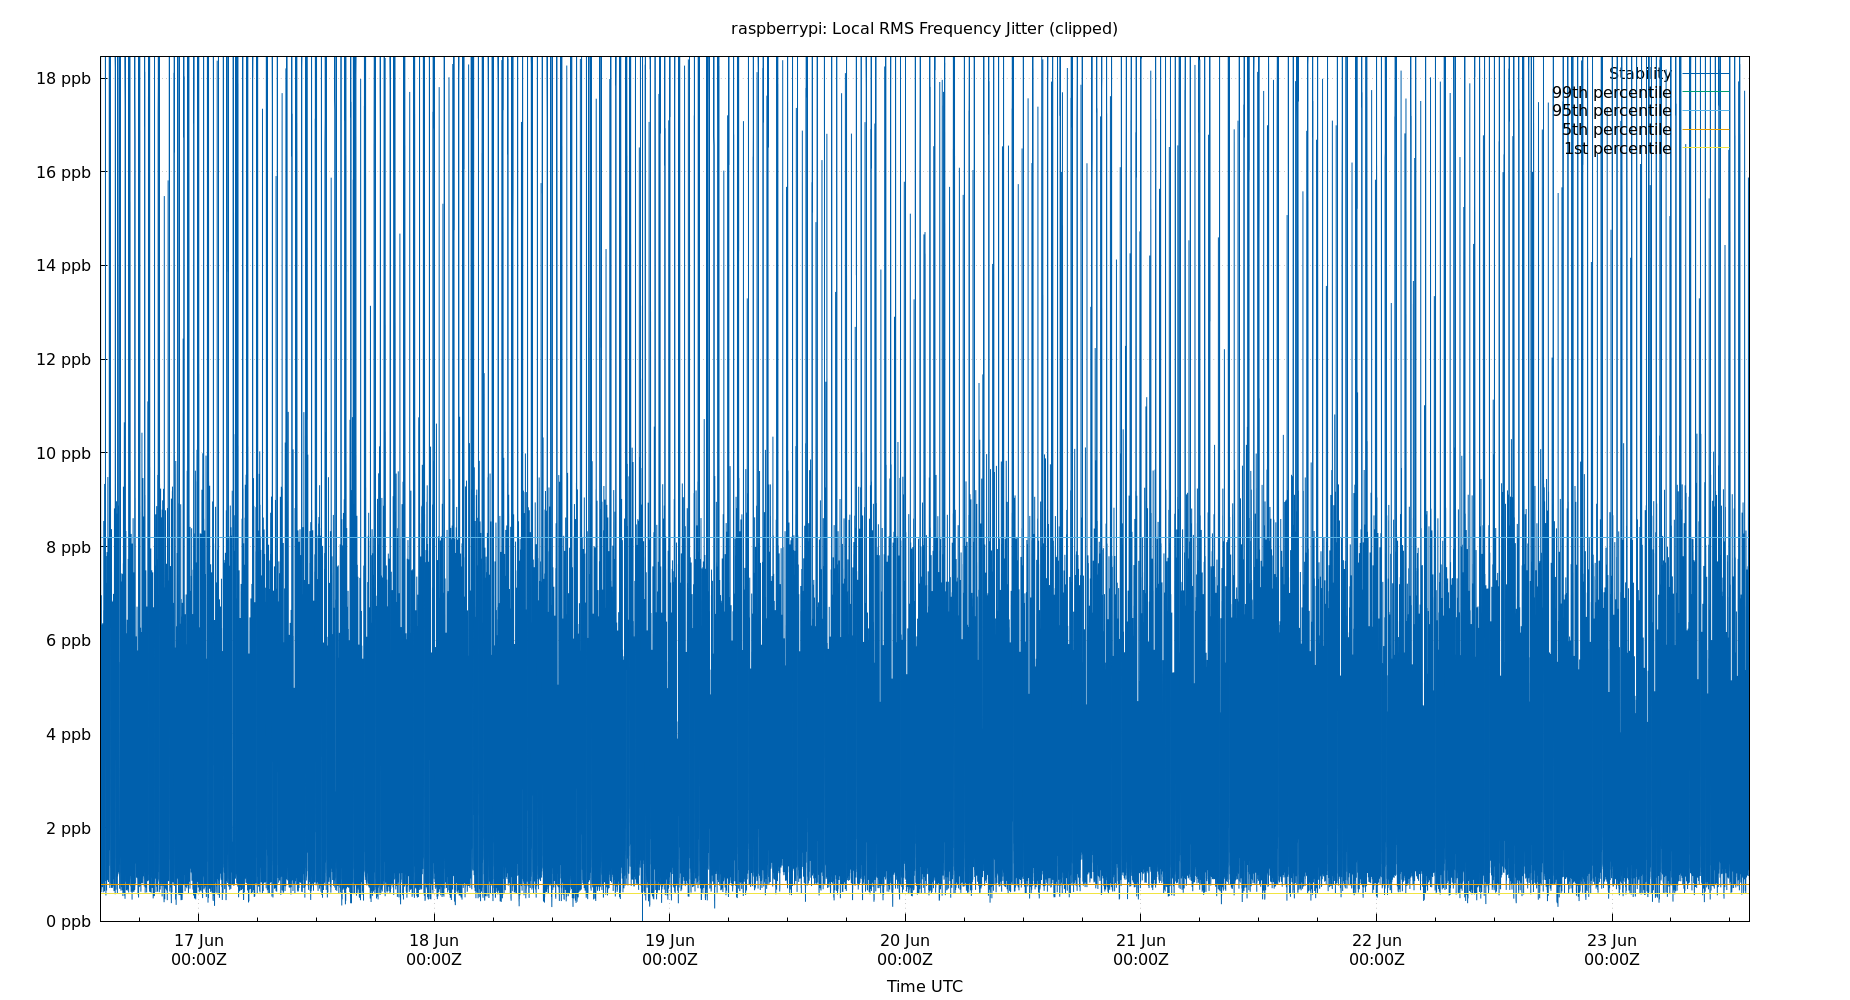 raspberrypi: Local RMS Frequency Jitter (clipped)
18 ppb
16 ppb
14 ppb
12 ppb
10 ppb
8 ppb
6 ppb
4 ppb
2 ppb
0 ppb
Stability
99th percentile
95th percentile
5th percentile
1st percentile
17 Jun 18 Jun 19 Jun 20 Jun 21 Jun 22 Jun 23 Jun
00:00Z 00:00Z 00:00Z 00:00Z 00:00Z 00:00Z 00:00Z
Time UTC